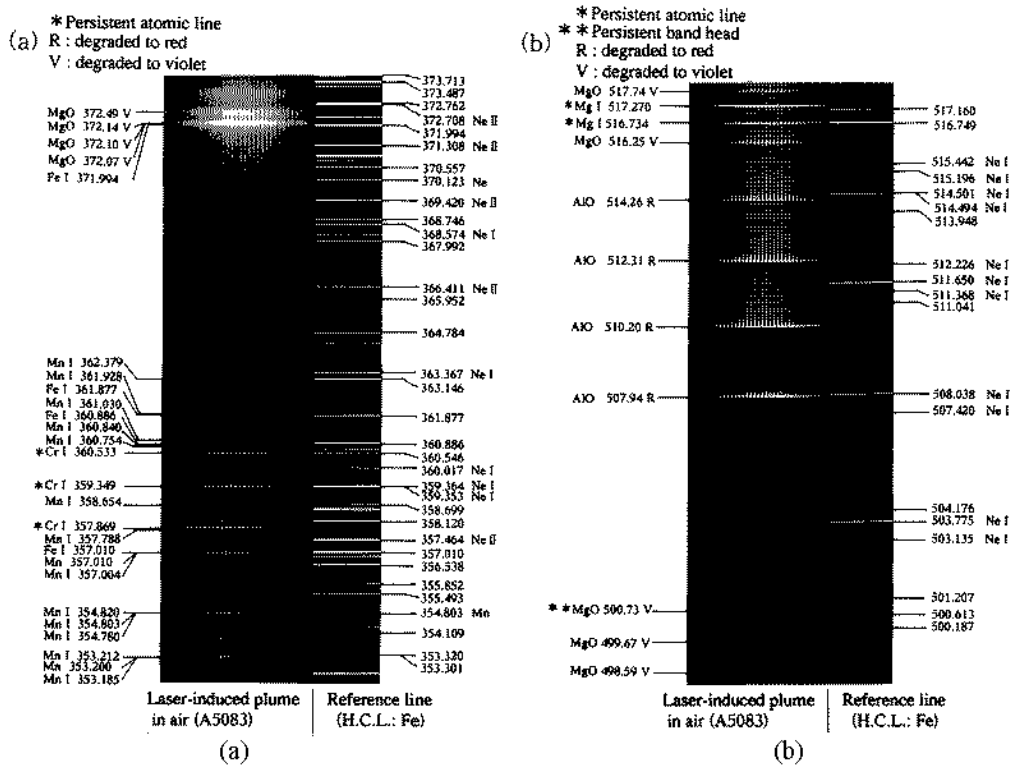 (a)
* Persistent atomic line
R : degraded to red
V : degraded to violet
MgO 372.49 V
MgO 372.14 V
MgO 372.10 V
MgO 372.07 V
Fe I 371.994
Mn I 362.379
Mn I 361.928
Fe I 361.877
Mn I 361.030
Fe I 360.886
Mn I 360.840
Mn I 360.754
*Cr I 360.533
*Cr I 359.349
Mn I 358.654
*Cr I 357.869
Mn I 357.788
Fe I 357.010
Mn 357.010
Mn I 357.004
Mn I 354.820
Mn I 354.803
Mn I 354.780
Mn I 353.212
Mn 353.200
Mn I 353.185
373.713
373.487
372.762
372.708 Ne II
371.994
371.308 Ne II
370.557
370.123 Ne
369.420 Ne II
368.746
368.574 Ne I
367.992
366.411 Ne II
365.952
364.784
363.367 Ne I
363.146
361.877
360.886
360.546
360.017 Ne I
359.364 Ne I
359.353 Ne I
358.699
358.120
357.464 Ne II
357.010
356.538
355.852
355.493
354.803 Mn
354.109
353.320
353.301
Laser-induced plume
in air (A5083)
Reference line
(H.C.L.: Fe)
(a)
(b)
* Persistent atomic line
* * Persistent band head
R : degraded to red
V : degraded to violet
MgO 517.74 V
*Mg I 517.270
*Mg I 516.734
MgO 516.25 V
AlO 514.26 R
AlO 512.31 R
AlO 510.20 R
AlO 507.94 R
* *MgO 500.73 V
MgO 499.67 V
MgO 498.59 V
517.160
516.749
515.442 Ne I
515.196 Ne I
514.501 Ne I
514.494 Ne I
513.948
512.226 Ne I
511.650 Ne I
511.368 Ne I
511.041
508.038 Ne I
507.420 Ne I
504.176
503.775 Ne I
503.135 Ne I
501.207
500.613
500.187
Laser-induced plume
in air (A5083)
Reference line
(H.C.L.: Fe)
(b)